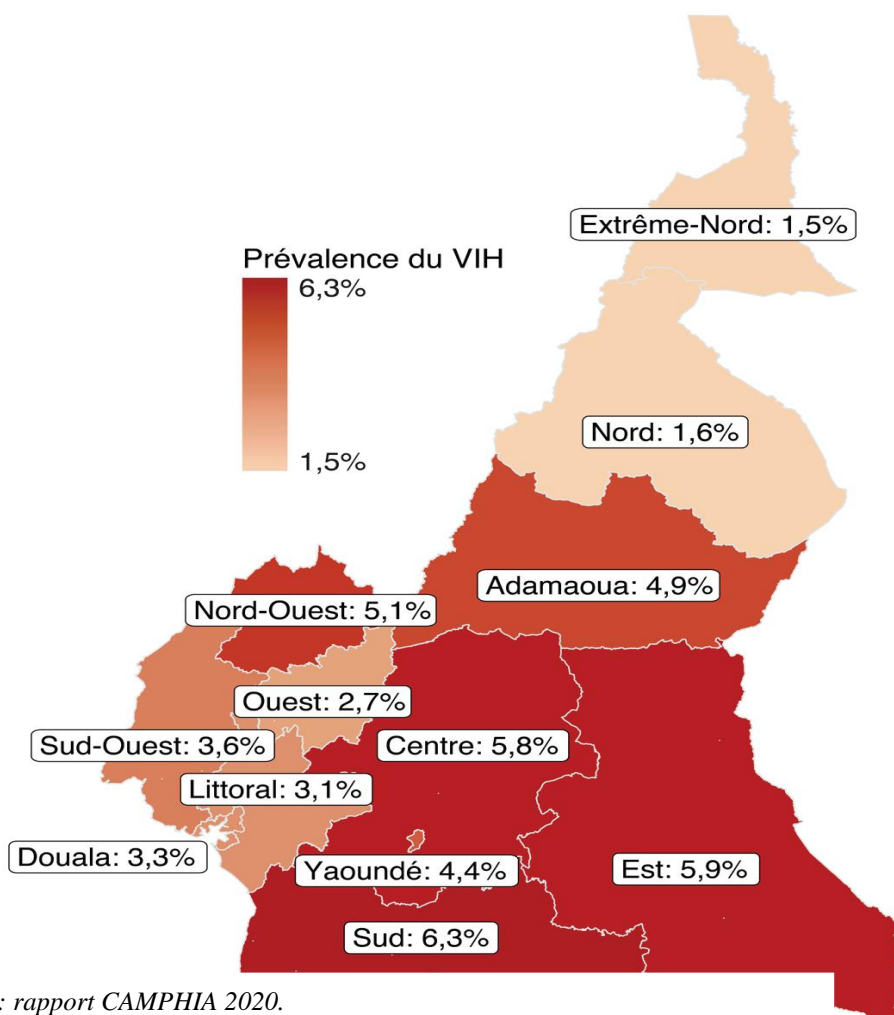 Extrême-Nord: 1,5%
Prévalence du VIH
6,3%
1,5%
Nord: 1,6%
Adamaoua: 4,9%
Nord-Ouest: 5,1%
Ouest: 2,7%
Sud-Ouest: 3,6%
Centre: 5,8%
Littoral: 3,1%
Douala: 3,3%
Yaoundé: 4,4%
Est: 5,9%
Sud: 6,3%
: rapport CAMPHIA 2020.